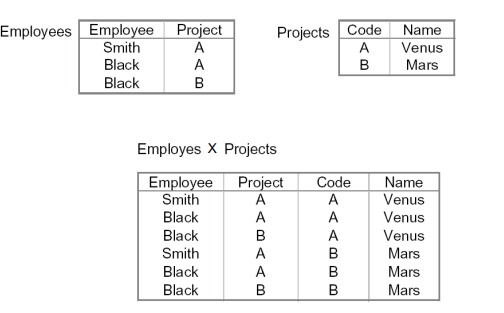 Employees
Employee Project
Smith A
Black A
Black B
Projects
Code Name
A Venus
B Mars
Employes X Projects
Employee Project Code Name
Smith A A Venus
Black A A Venus
Black B A Venus
Smith A B Mars
Black A B Mars
Black B B Mars